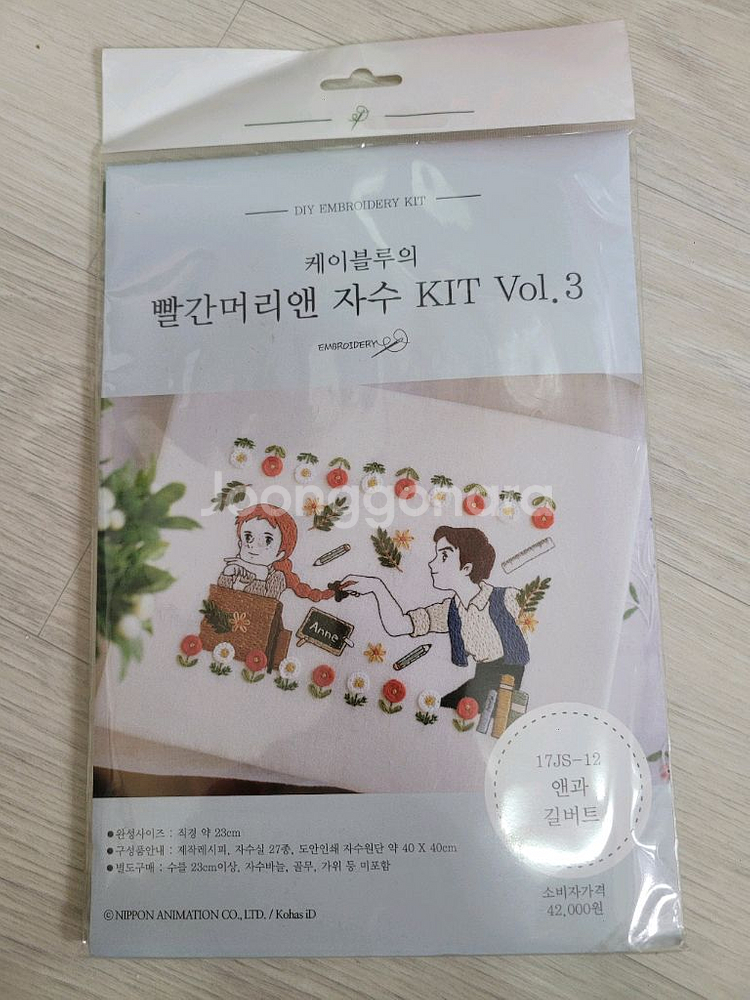 DIY EMBROIDERY KIT
케이블루의
빨간머리앤 자수 KIT Vol.3
EMBROIDERY
Joonggonara
Anne
17JS-12
앤과
길버트
●완성사이즈 : 직경 약 23cm
●구성품안내 : 제작레시피, 자수실 27종, 도안인쇄 자수원단 약 40 X 40cm
●별도구매 : 수틀 23cm이상, 자수바늘, 골무, 가위 등 미포함
소비자가격
42,000원
© NIPPON ANIMATION CO., LTD. / Kohas iD